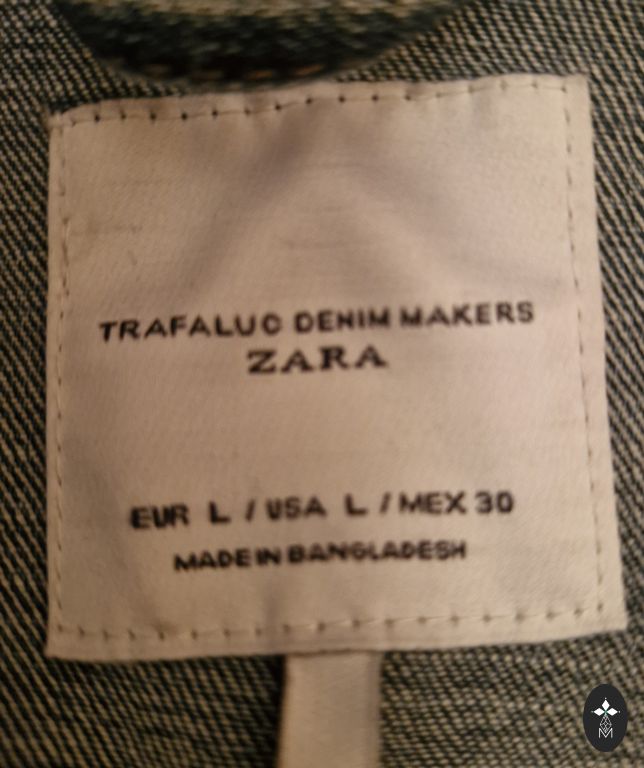 TRAFALUC DENIM MAKERS
ZARA
EUR L / USA L / MEX 30
MADE IN BANGLADESH
M